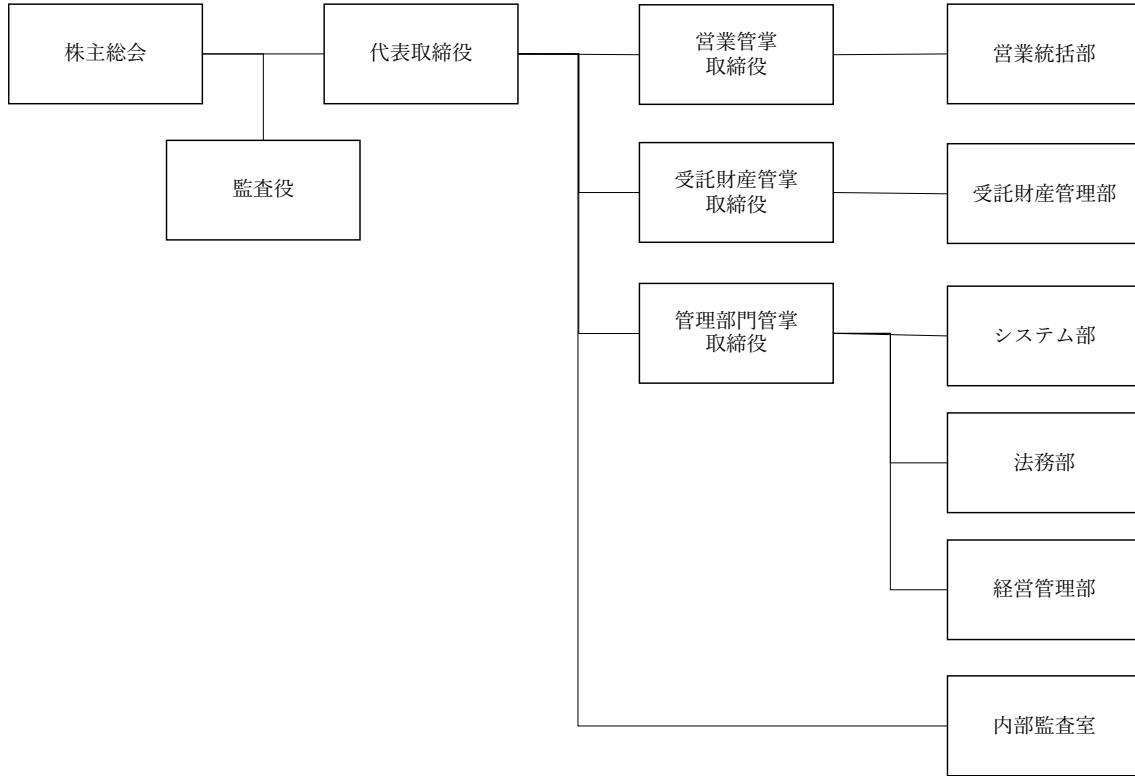 株主総会
代表取締役
営業管掌
取締役
営業統括部
監査役
受託財産管掌
取締役
受託財産管理部
管理部門管掌
取締役
システム部
法務部
経営管理部
内部監査室